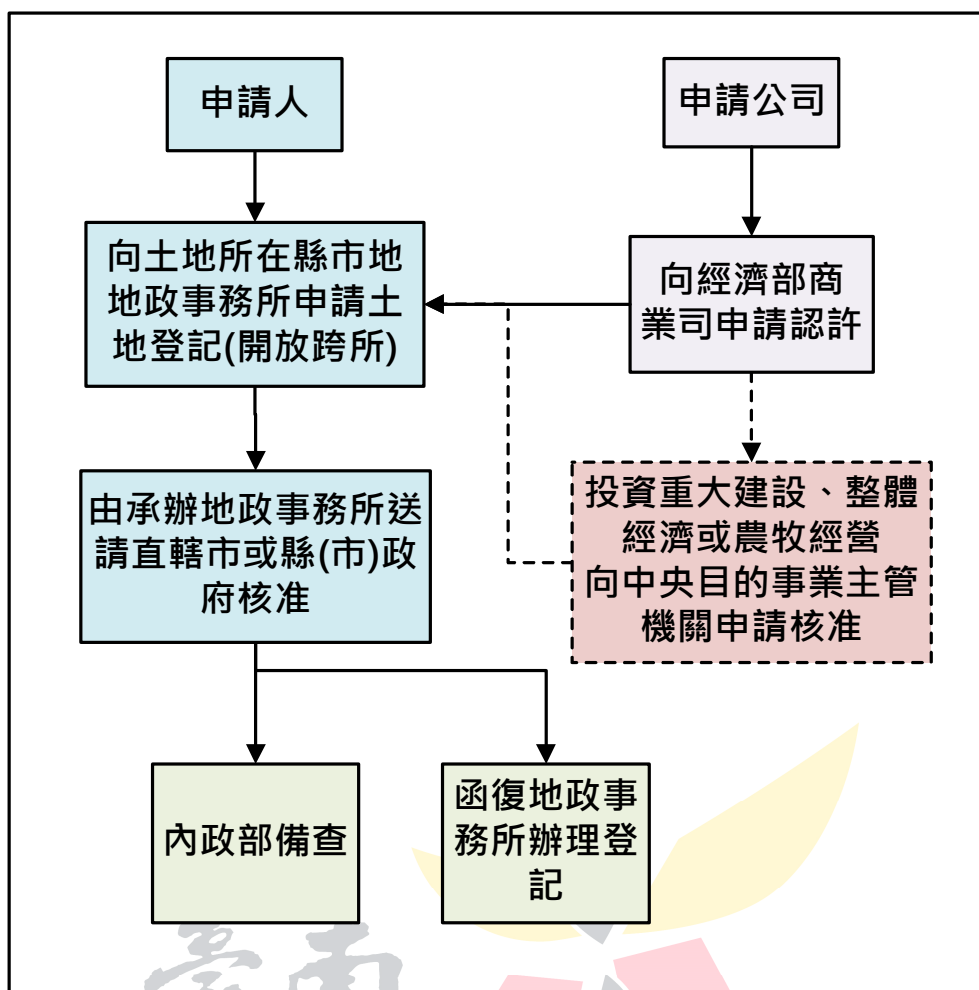 申請人
申請公司
向土地所在縣市地
地政事務所申請土
地登記(開放跨所)
向經濟部商
業司申請認許
由承辦地政事務所送
請直轄市或縣(市)政
府核准
投資重大建設、整體
經濟或農牧經營
向中央目的事業主管
機關申請核准
內政部備查
函復地政事
務所辦理登
記
臺南